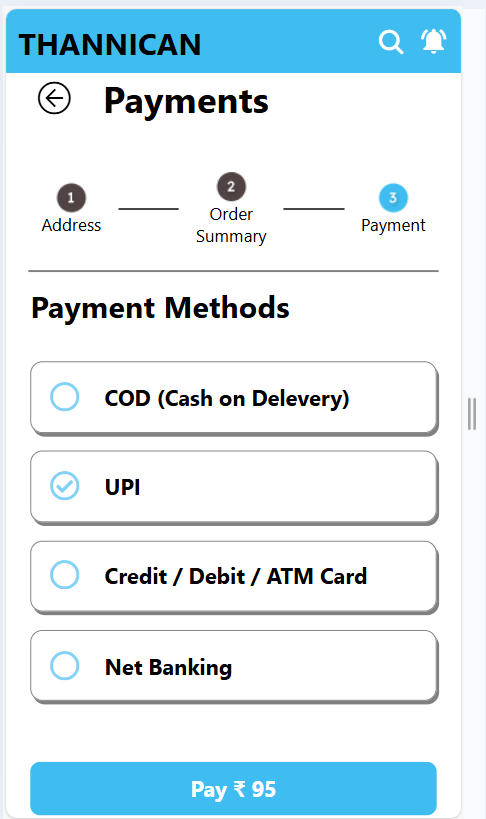 THANNICAN
Payments
1
Address
2
Order
Summary
3
Payment
Payment Methods
COD (Cash on Delevery)
UPI
Credit / Debit / ATM Card
Net Banking
Pay ₹ 95